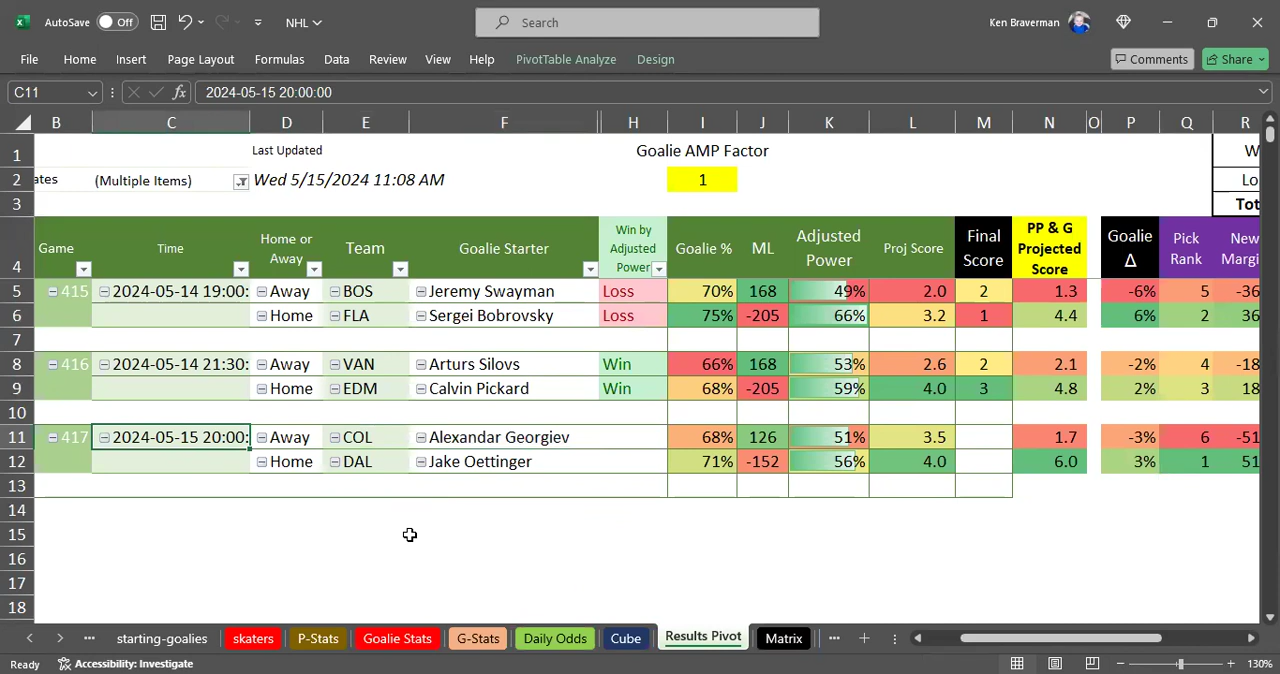 AutoSave Off NHL Search Ken Braverman
File Home Insert Page Layout Formulas Data Review View Help PivotTable Analyze Design Comments Share
C11 fx 2024-05-15 20:00:00
B C D E F H I J K L M N O P Q R
1 Last Updated Goalie AMP Factor W
2 ates (Multiple Items) Wed 5/15/2024 11:08 AM 1 Lo
3 Tot
4 Game Time Home or Away Team Goalie Starter Win by Adjusted Power Goalie % ML Adjusted Power Proj Score Final Score PP & G Projected Score Goalie Δ Pick Rank New Margi
5 415 2024-05-14 19:00: Away BOS Jeremy Swayman Loss 70% 168 49% 2.0 2 1.3 -6% 5 -36
6 Home FLA Sergei Bobrovsky Loss 75% -205 66% 3.2 1 4.4 6% 2 36
7
8 416 2024-05-14 21:30: Away VAN Arturs Silovs Win 66% 168 53% 2.6 2 2.1 -2% 4 -18
9 Home EDM Calvin Pickard Win 68% -205 59% 4.0 3 4.8 2% 3 18
10
11 417 2024-05-15 20:00: Away COL Alexandar Georgiev 68% 126 51% 3.5 1.7 -3% 6 -51
12 Home DAL Jake Oettinger 71% -152 56% 4.0 6.0 3% 1 51
13
14
15
16
17
18
starting-goalies skaters P-Stats Goalie Stats G-Stats Daily Odds Cube Results Pivot Matrix
Ready Accessibility: Investigate 130%